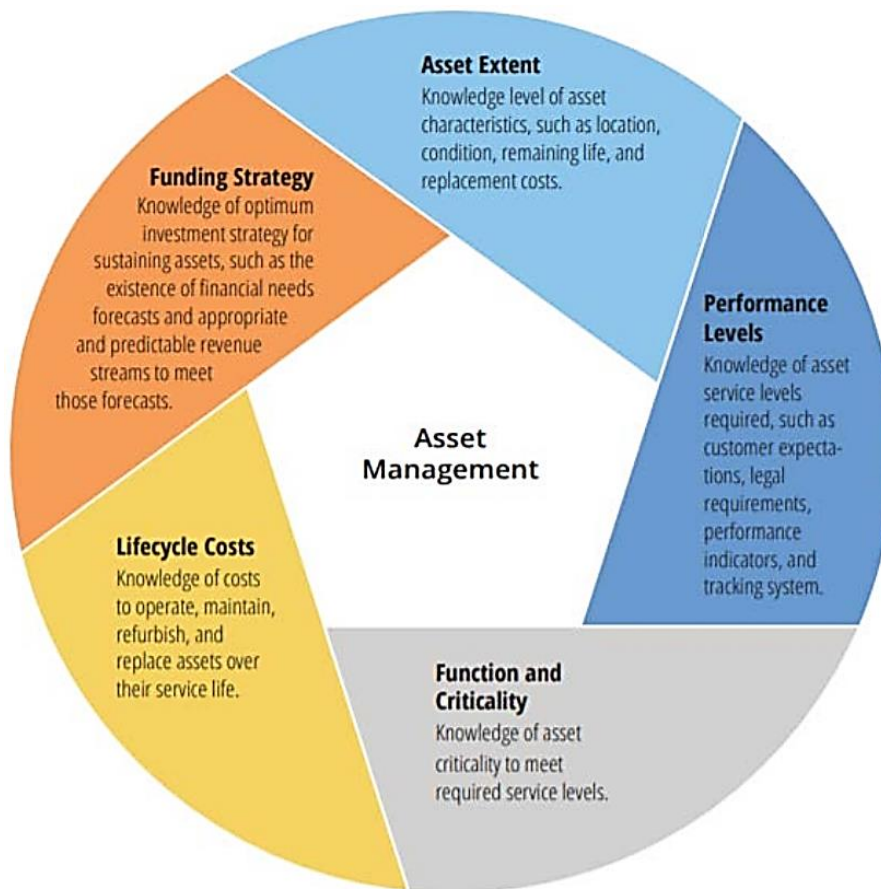 Asset Extent
Knowledge level of asset
characteristics, such as location,
condition, remaining life, and
replacement costs.
Performance
Levels
Knowledge of asset
service levels
required, such as
customer expecta-
tions, legal
requirements,
performance
indicators, and
tracking system.
Function and
Criticality
Knowledge of asset
criticality to meet
required service levels.
Lifecycle Costs
Knowledge of costs
to operate, maintain,
refurbish, and
replace assets over
their service life.
Funding Strategy
Knowledge of optimum
investment strategy for
sustaining assets, such as the
existence of financial needs
forecasts and appropriate
and predictable revenue
streams to meet
those forecasts.
Asset
Management